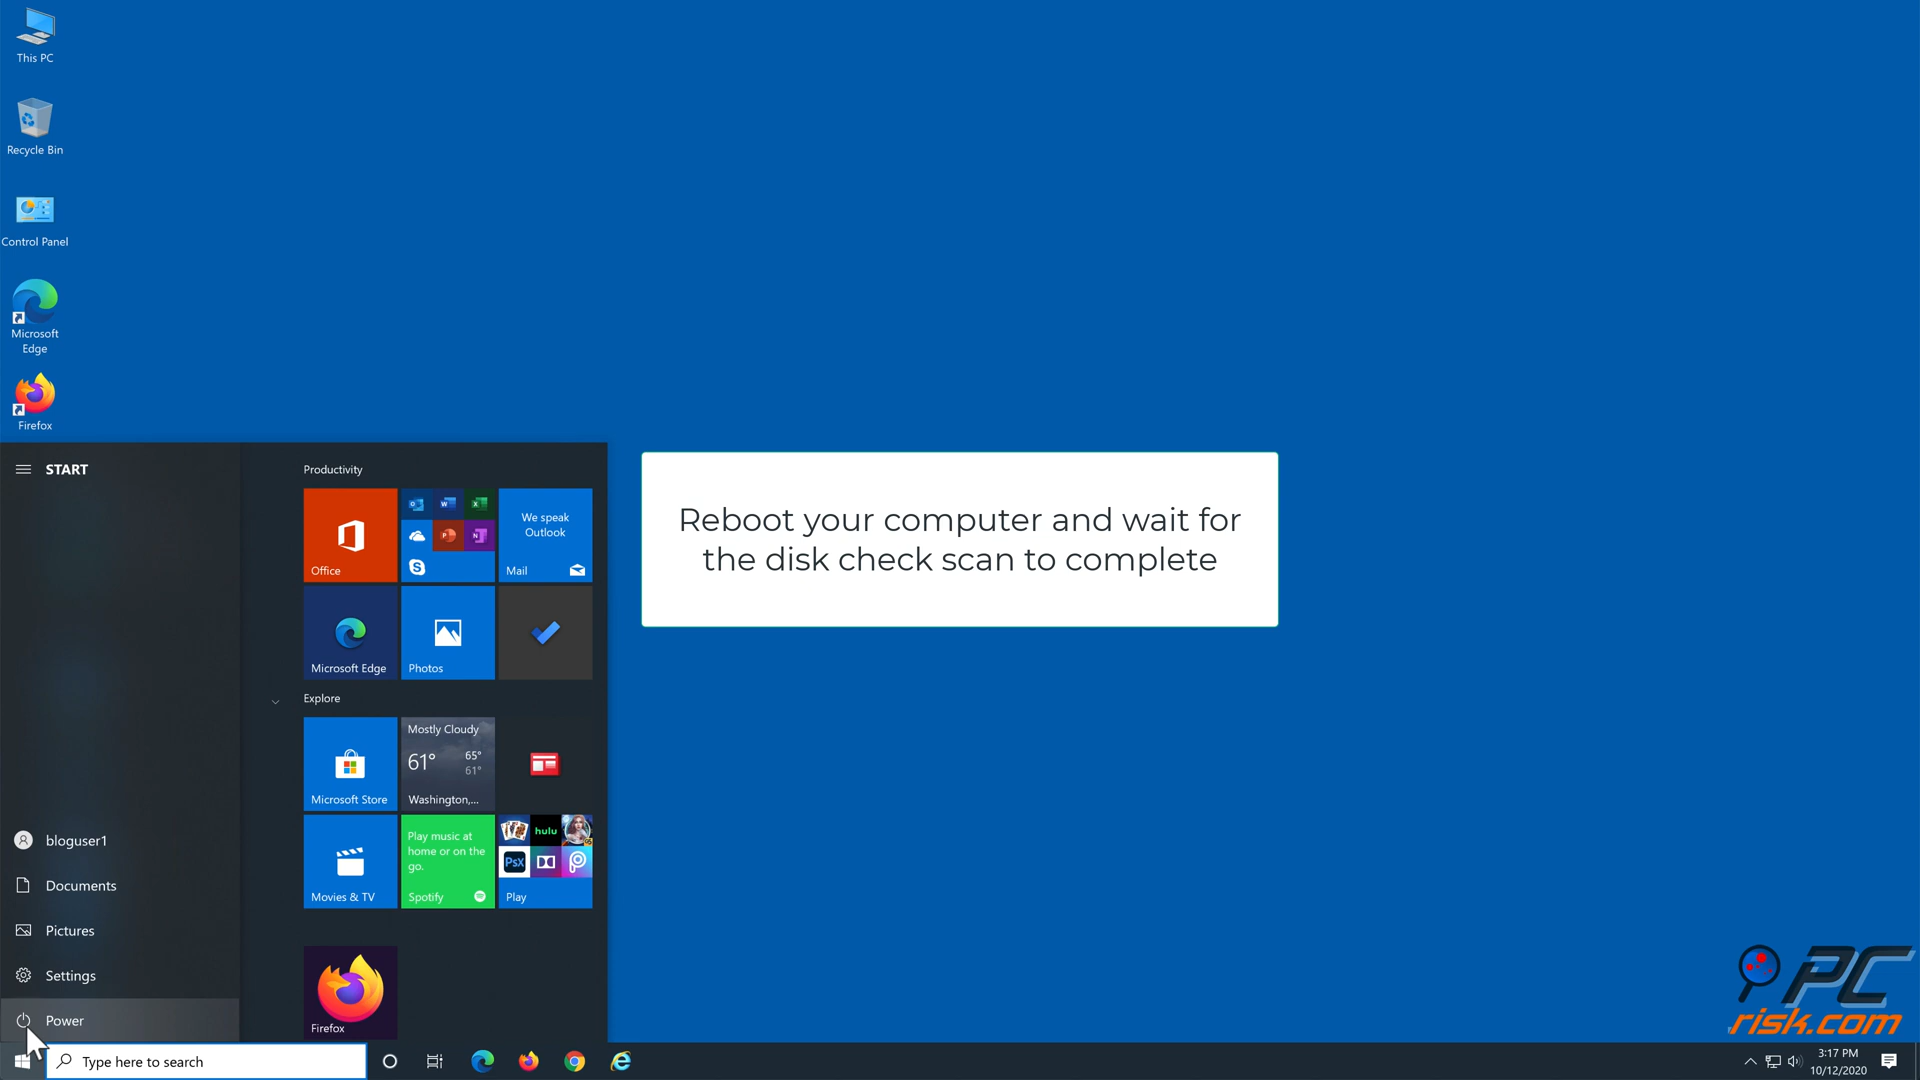 This PC
Recycle Bin
Control Panel
Microsoft
Edge
Firefox
START
Productivity
Office
We speak
Outlook
Mail
Microsoft Edge
Photos
Explore
Microsoft Store
Mostly Cloudy
61°
65°
61°
Washington,...
Movies & TV
Play music at
home or on the
go.
Spotify
hulu
PsX
Play
Firefox
bloguser1
Documents
Pictures
Settings
Power
Type here to search
Reboot your computer and wait for
the disk check scan to complete
PC
risk.com
3:17 PM
10/12/2020